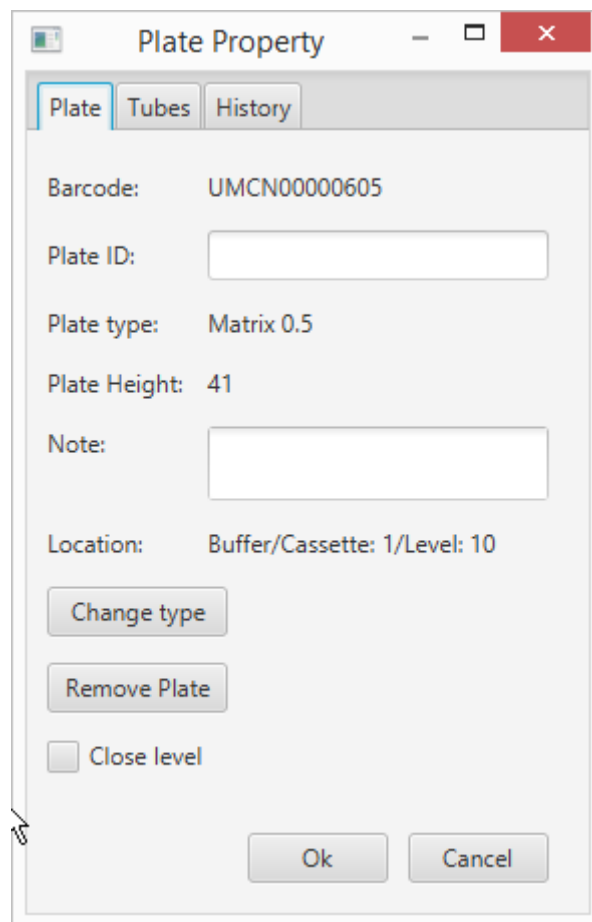 Plate Property
Plate Tubes History
Barcode: UMCN00000605
Plate ID:
Plate type: Matrix 0.5
Plate Height: 41
Note:
Location: Buffer/Cassette: 1/Level: 10
Change type
Remove Plate
Close level
Ok Cancel